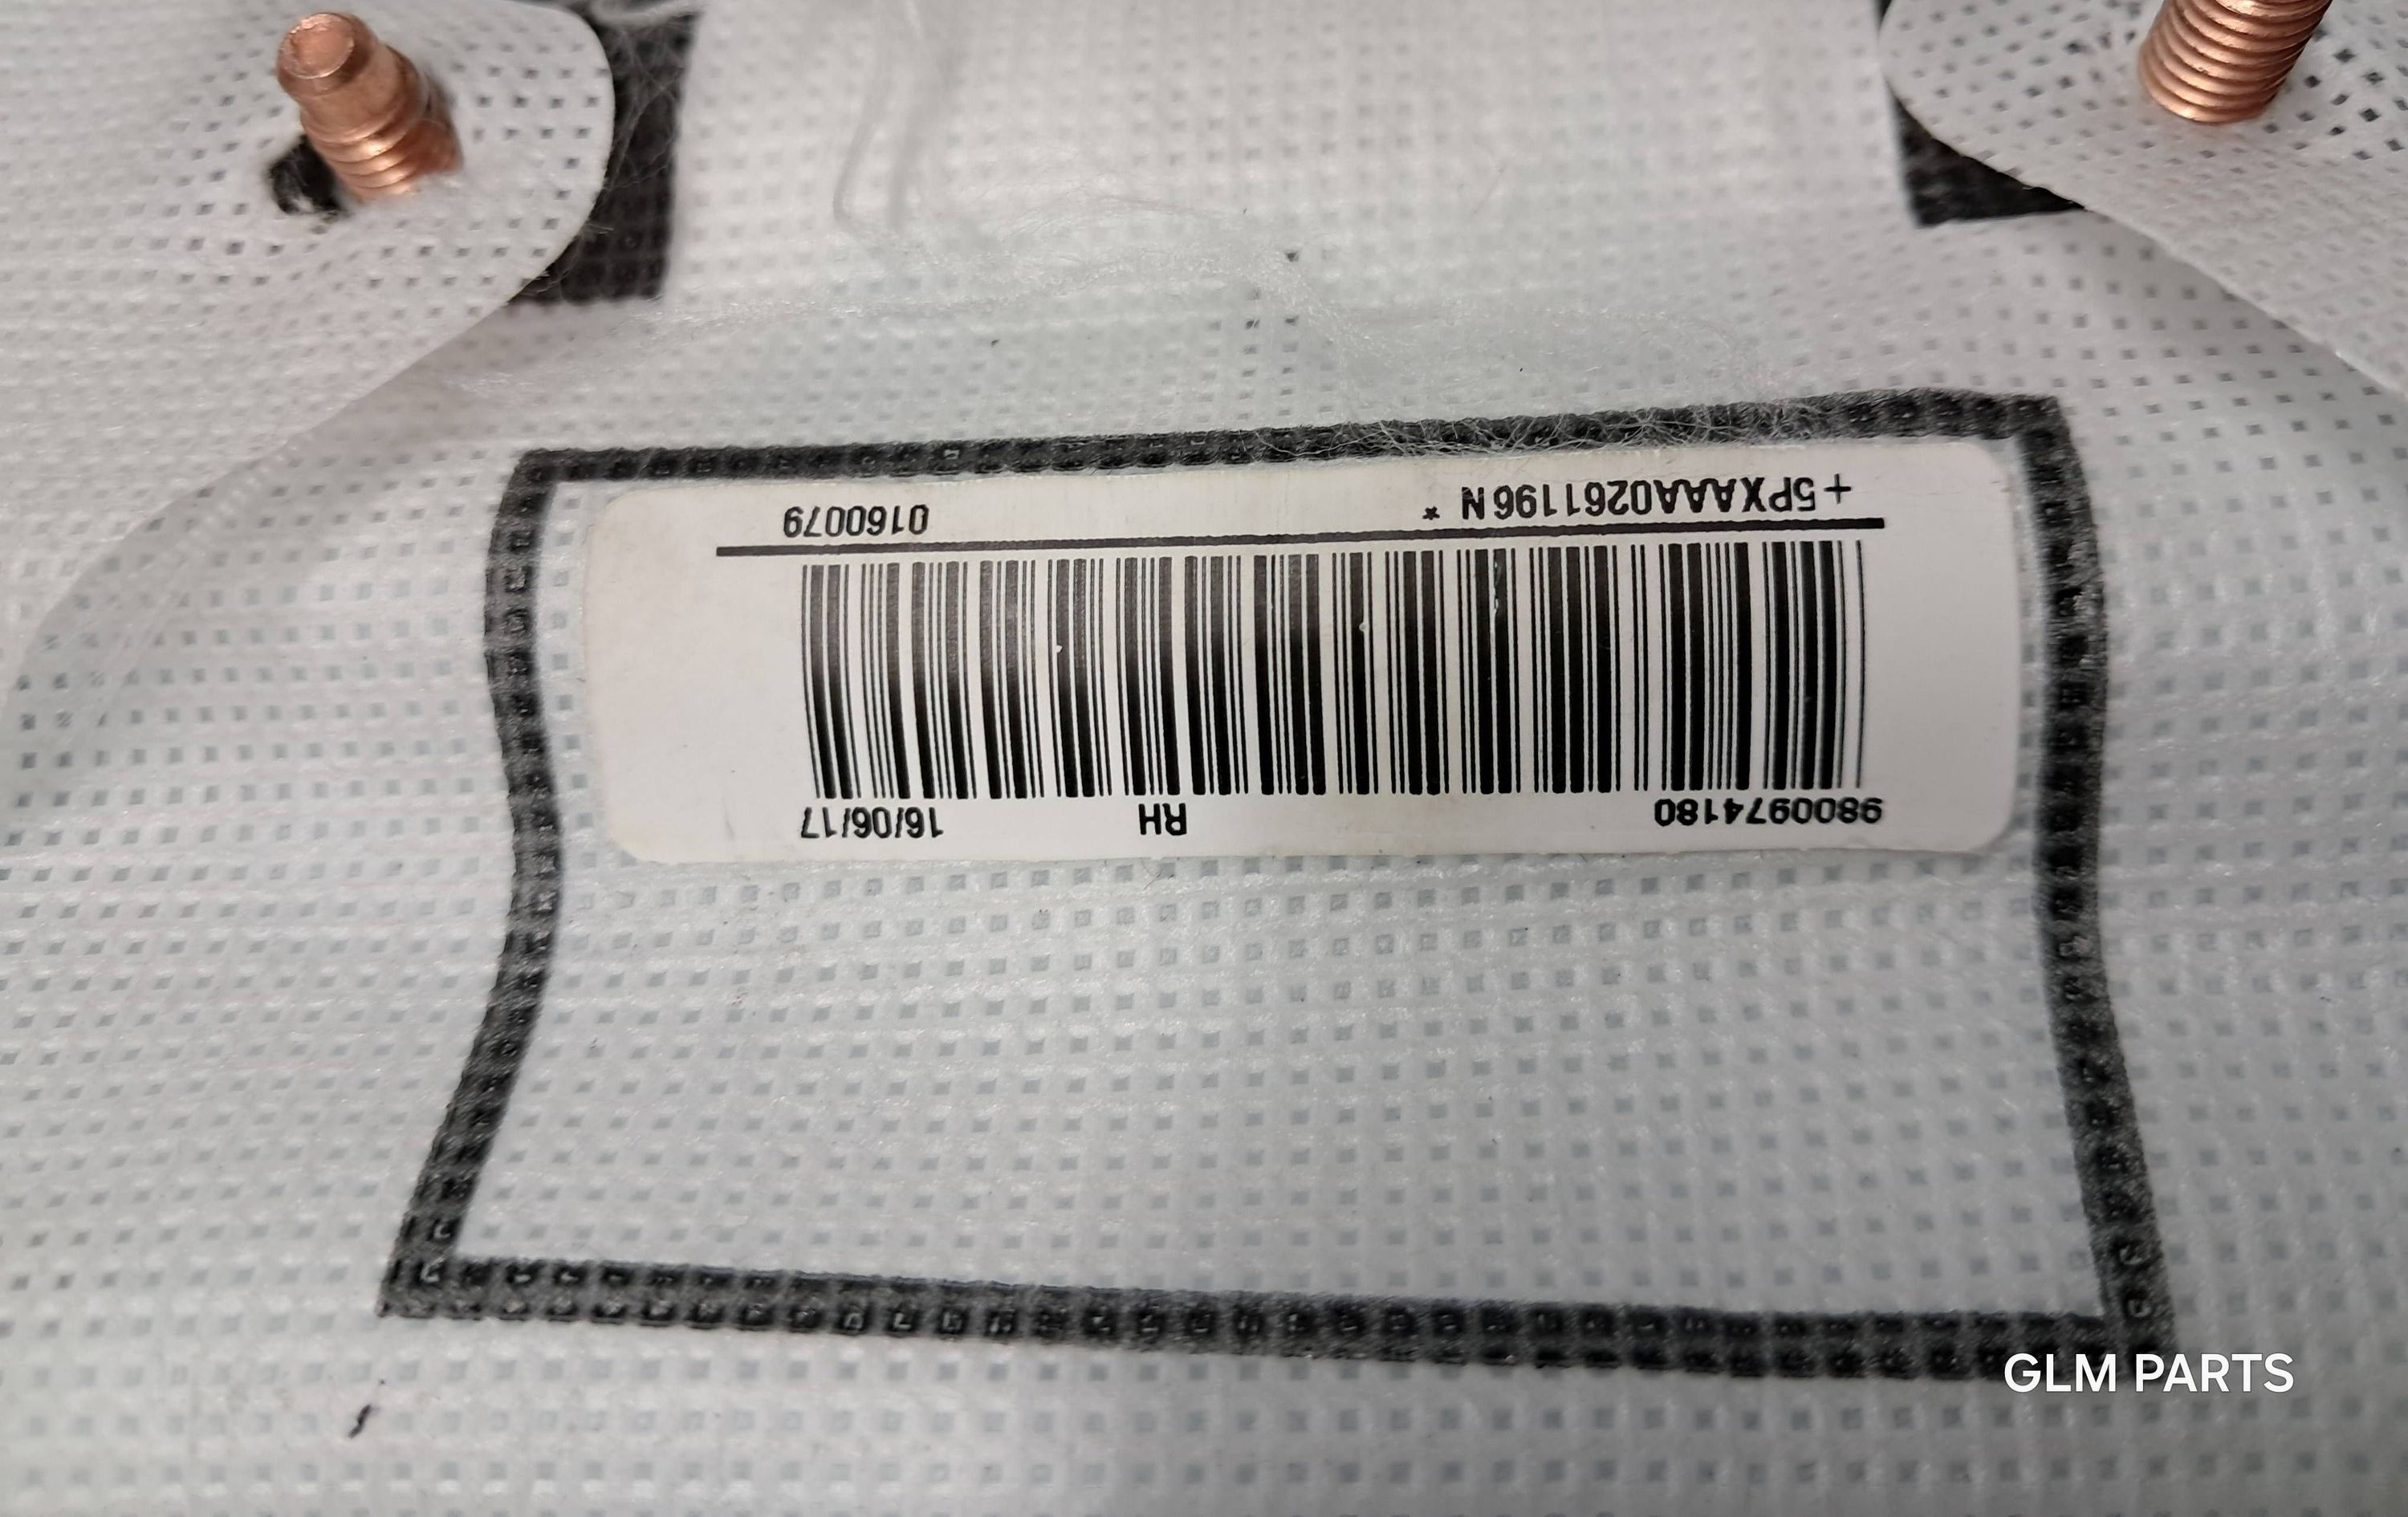 9800974180 RH 16/06/17
+5PXAAA0261196N * 0160079
GLM PARTS